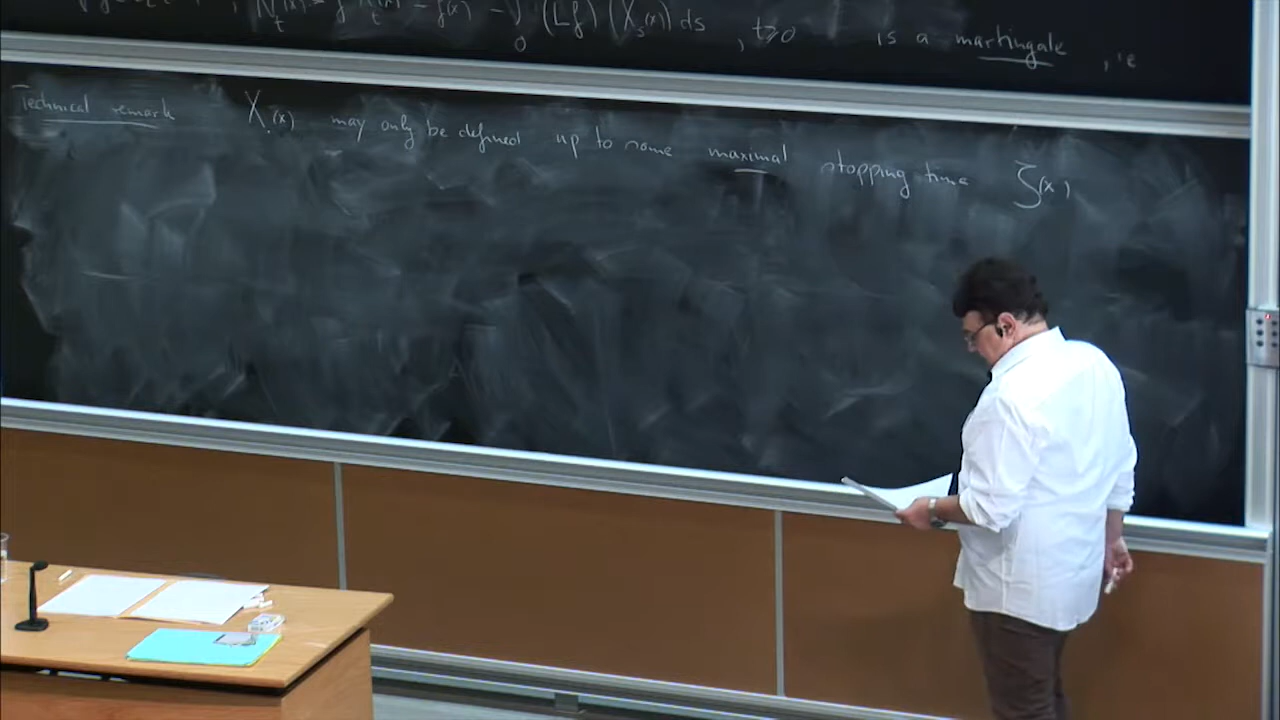 N_t^f(x) = f X_t(x) - f(x) - ∫_0 (Lf)(X_s(x)) ds , t≥0 is a martingale , ie
Technical remark X.(x) may only be defined up to some maximal stopping time ζ(x)